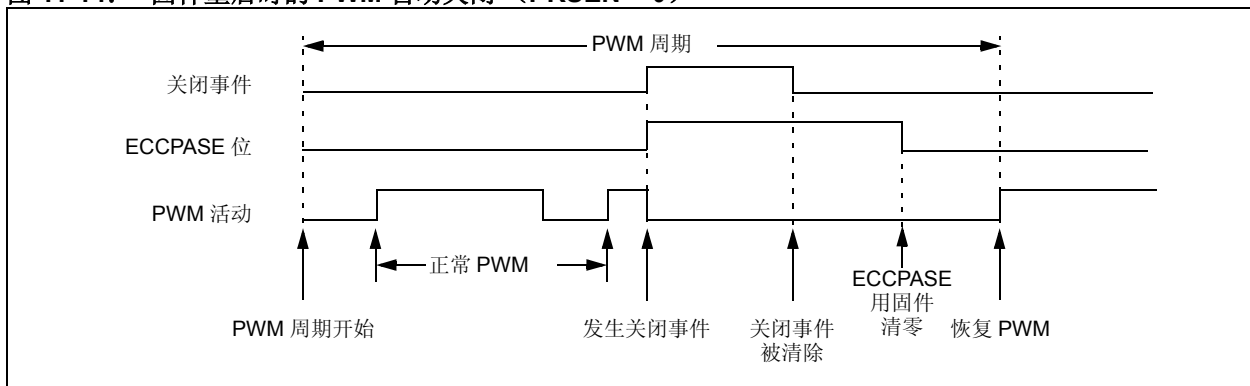 PWM 周期
关闭事件
ECCPASE 位
PWM 活动
正常 PWM
PWM 周期开始
发生关闭事件
关闭事件
被清除
ECCPASE
用固件
清零
恢复 PWM